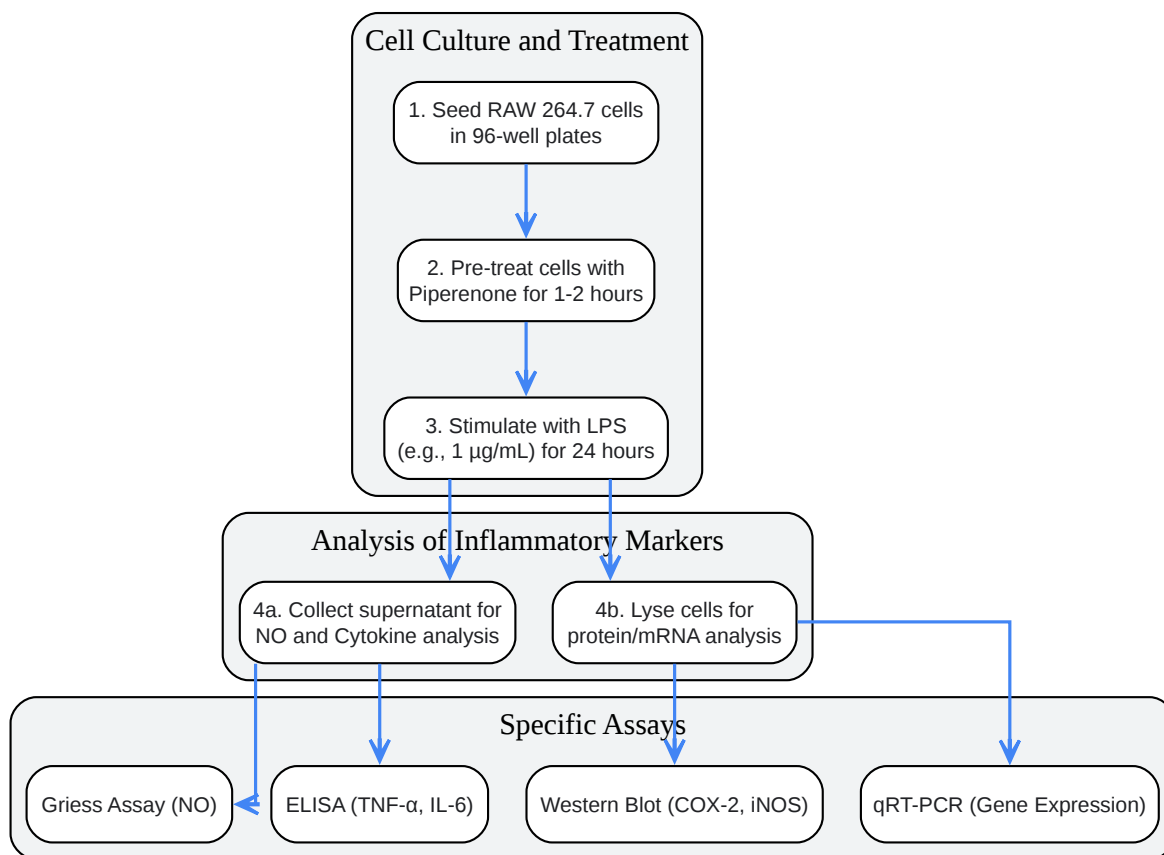 Cell Culture and Treatment
1. Seed RAW 264.7 cells
in 96-well plates
2. Pre-treat cells with
Piperenone for 1-2 hours
3. Stimulate with LPS
(e.g., 1 µg/mL) for 24 hours
Analysis of Inflammatory Markers
4a. Collect supernatant for
NO and Cytokine analysis
4b. Lyse cells for
protein/mRNA analysis
Specific Assays
Griess Assay (NO)
ELISA (TNF-α, IL-6)
Western Blot (COX-2, iNOS)
qRT-PCR (Gene Expression)